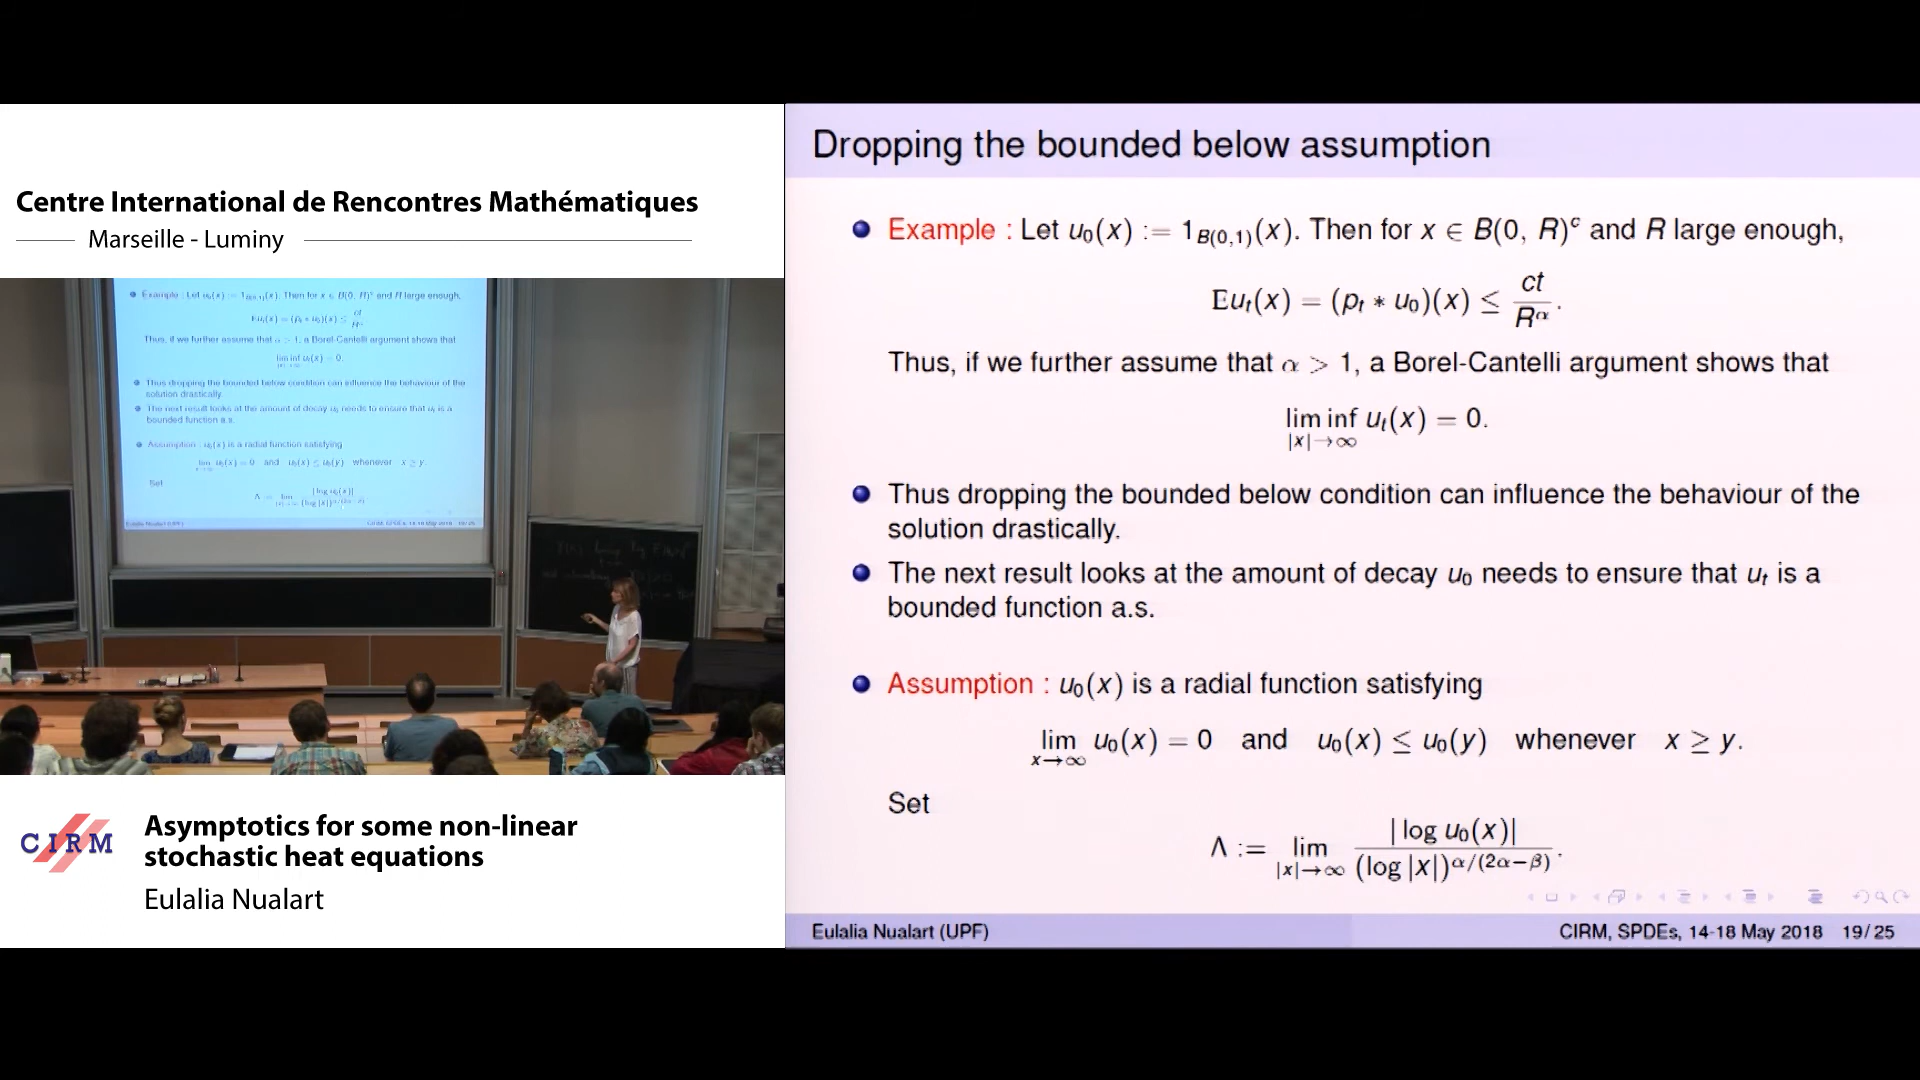 Centre International de Rencontres Mathématiques
Marseille - Luminy
CIRM
Asymptotics for some non-linear
stochastic heat equations
Eulalia Nualart
Dropping the bounded below assumption
Example : Let u₀(x) := 1_{B(0,1)}(x). Then for x ∈ B(0, R)ᶜ and R large enough,
Eu_t(x) = (p_t * u₀)(x) ≤ ct/R^α.
Thus, if we further assume that α > 1, a Borel-Cantelli argument shows that
lim inf_{|x|→∞} u_t(x) = 0.
Thus dropping the bounded below condition can influence the behaviour of the
solution drastically.
The next result looks at the amount of decay u₀ needs to ensure that u_t is a
bounded function a.s.
Assumption : u₀(x) is a radial function satisfying
lim_{x→∞} u₀(x) = 0 and u₀(x) ≤ u₀(y) whenever x ≥ y.
Set
Λ := lim_{|x|→∞} |log u₀(x)| / (log |x|)^{α/(2α−β)}.
Eulalia Nualart (UPF)
CIRM, SPDEs, 14-18 May 2018 19/25